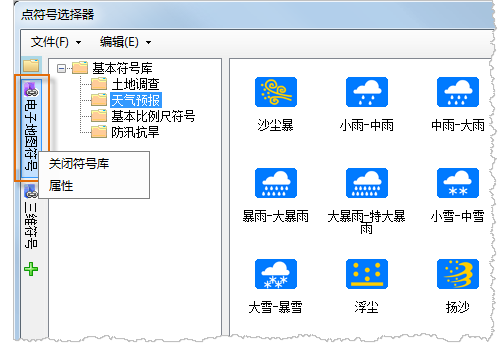 点符号选择器
文件(F)
编辑(E)
电子地图符号
三维符号
基本符号库
土地调查
天气预报
基本比例尺符号
防汛抗旱
关闭符号库
属性
沙尘暴
小雨-中雨
中雨-大雨
暴雨-大暴雨
大暴雨-特大暴
雨
小雪-中雪
大雪-暴雪
浮尘
扬沙